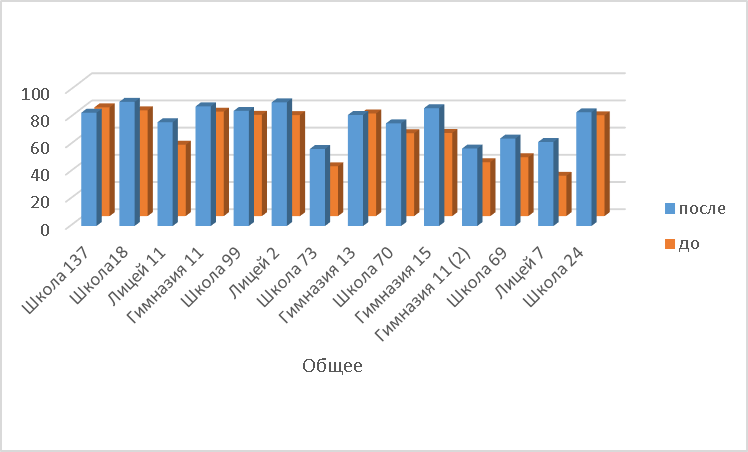 100
80
60
40
20
0
Школа 137
Школа18
Лицей 11
Гимназия 11
Школа 99
Лицей 2
Школа 73
Гимназия 13
Школа 70
Гимназия 15
Гимназия 11 (2)
Школа 69
Лицей 7
Школа 24
Общее
после
до